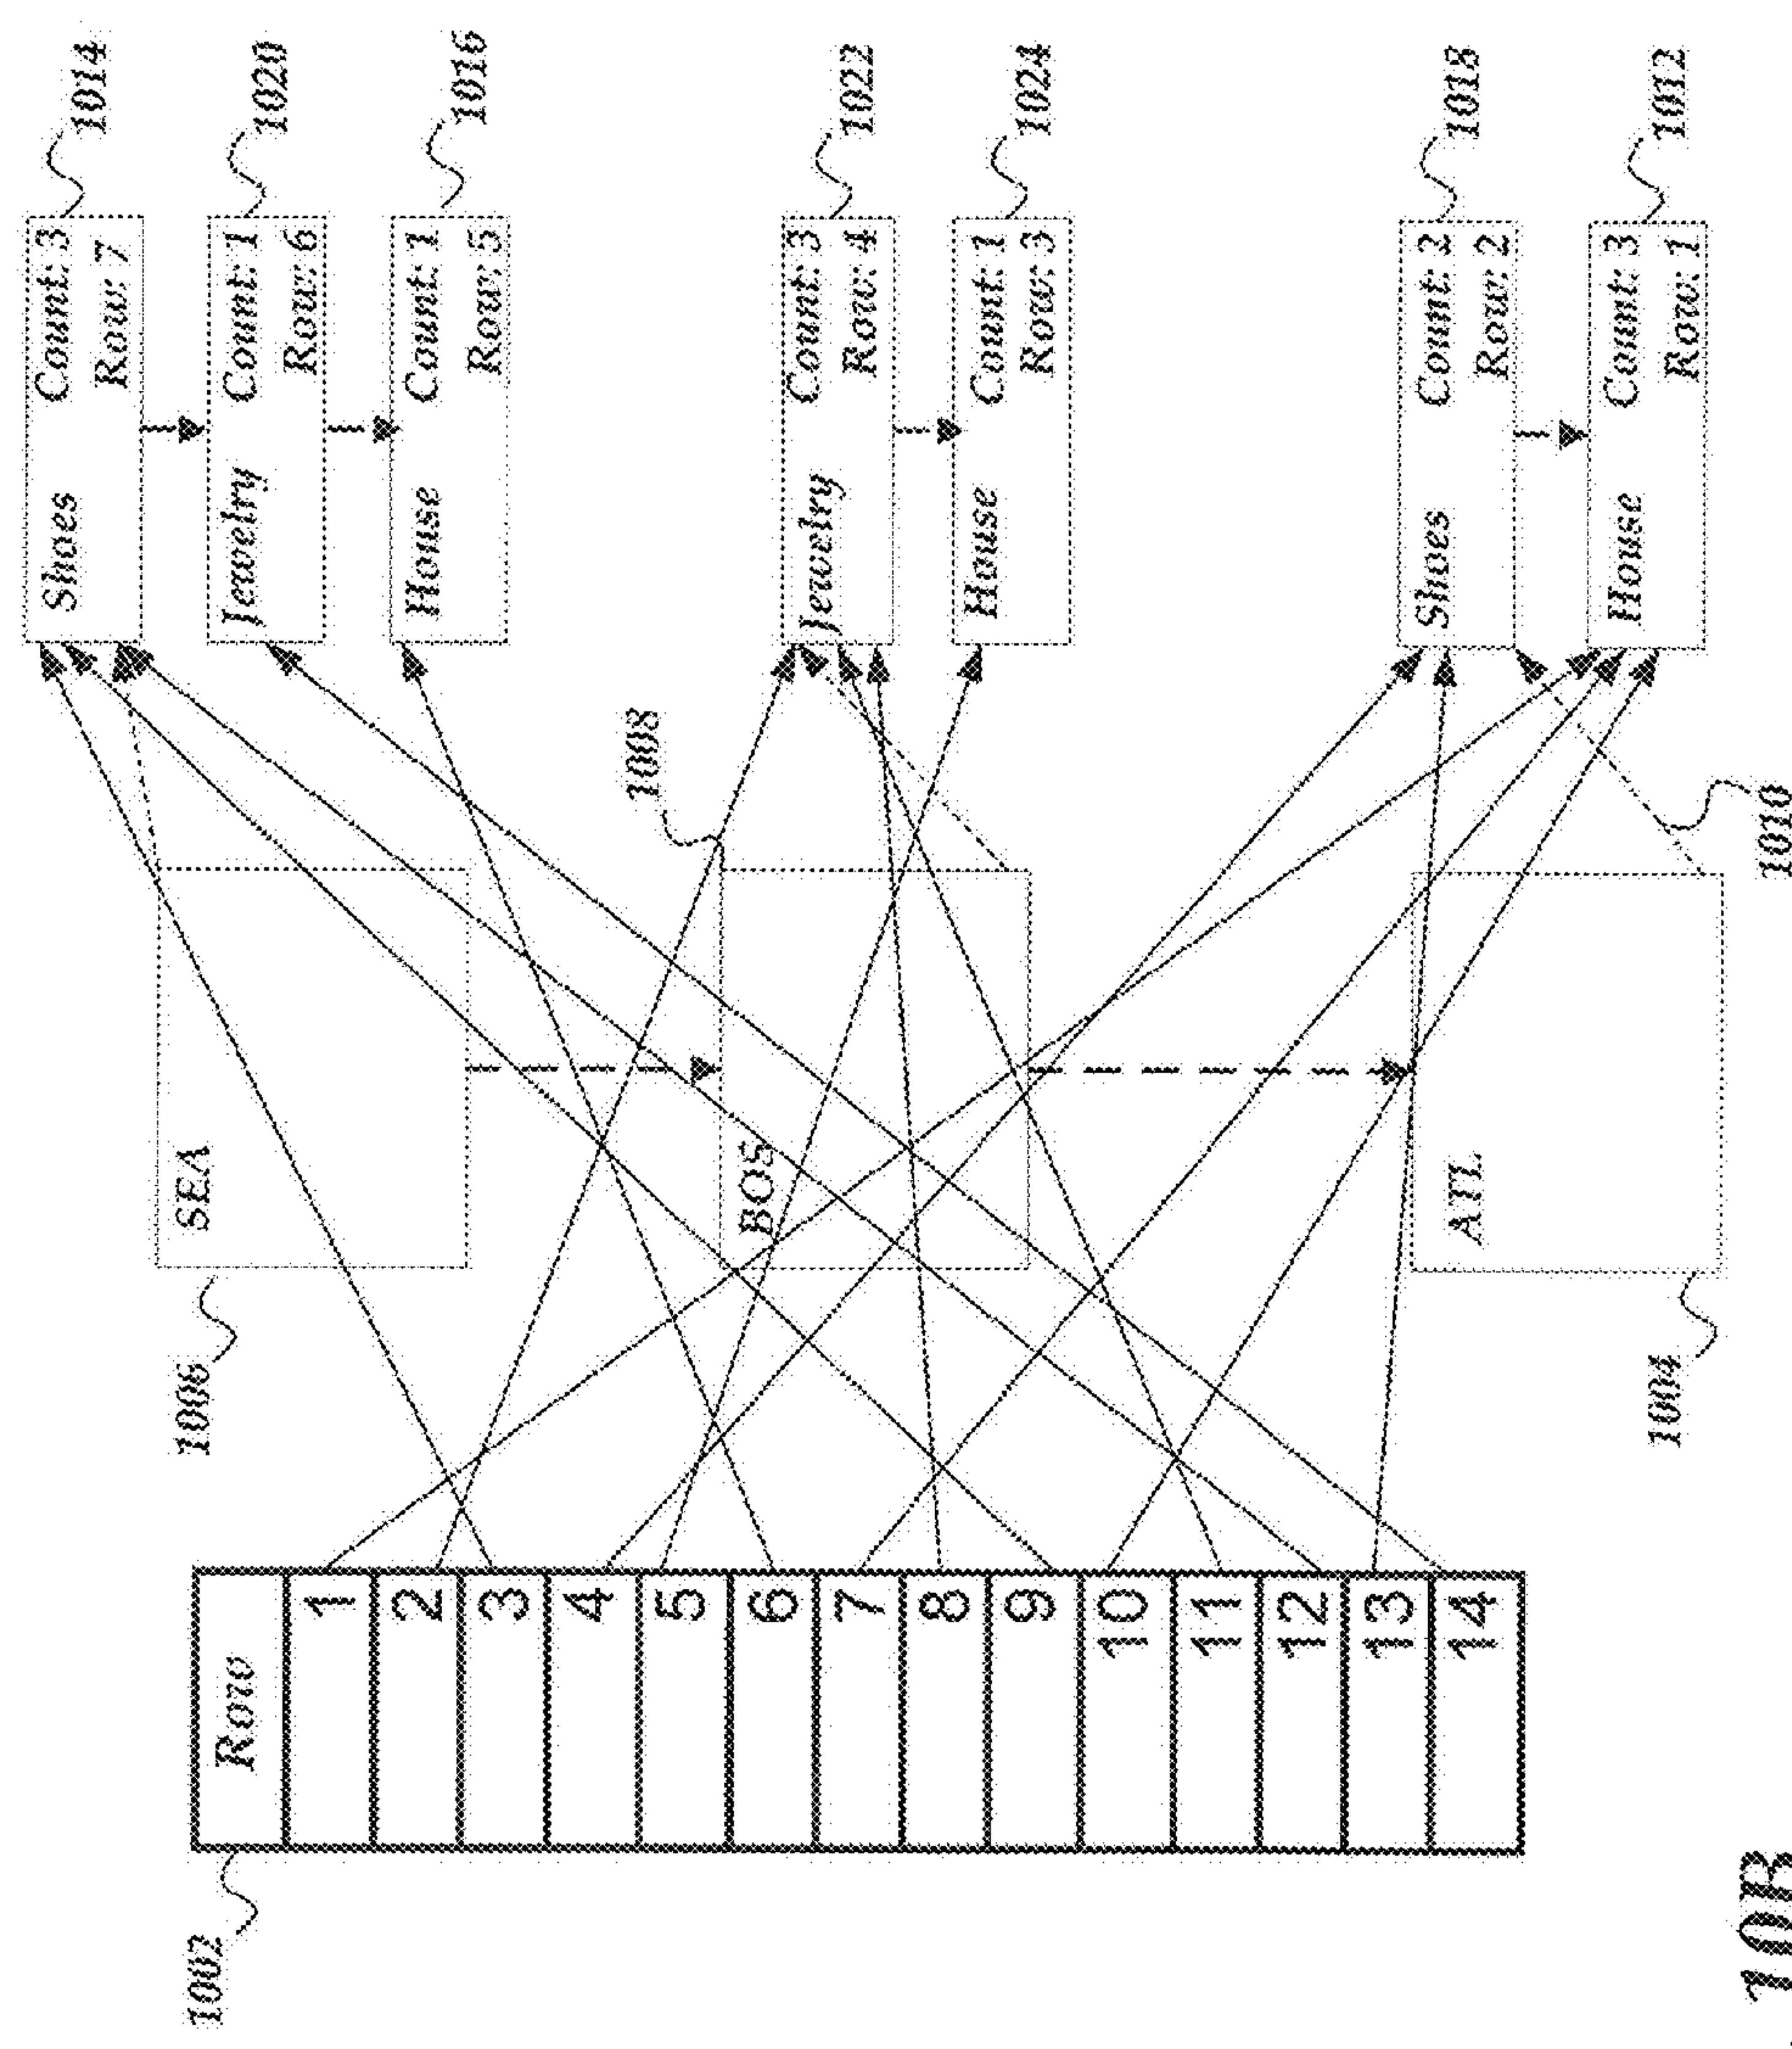 1002
Row
1
2
3
4
5
6
7
8
9
10
11
12
13
14
1006
SEA
1008
BOS
1004
ATL
1010
Shoes Count: 3
Row: 7
1014
Jewelry Count: 1
Row: 6
1020
House Count: 1
Row: 5
1016
Jewelry Count: 3
Row: 4
1022
House Count: 1
Row: 3
1024
Shoes Count: 2
Row: 2
1018
House Count: 3
Row: 1
1012
10B